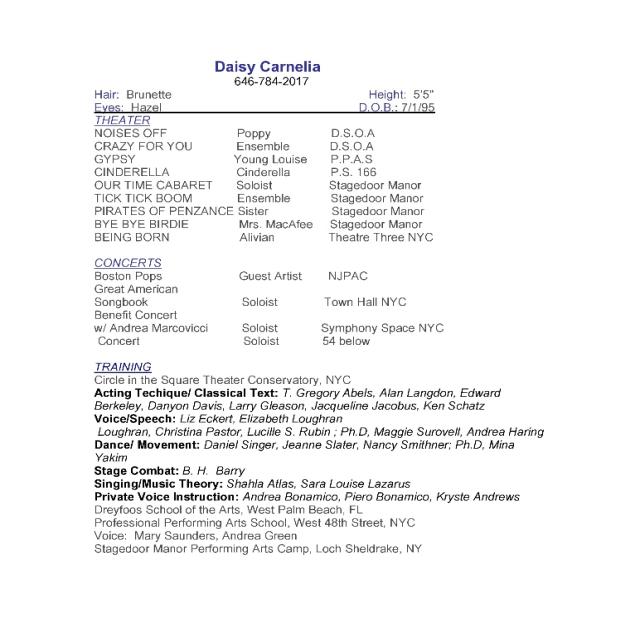 Daisy Carnelia
646-784-2017
Hair: Brunette Height: 5'5"
Eyes: Hazel D.O.B.: 7/1/95
THEATER
NOISES OFF Poppy D.S.O.A
CRAZY FOR YOU Ensemble D.S.O.A
GYPSY Young Louise P.P.A.S
CINDERELLA Cinderella P.S. 166
OUR TIME CABARET Soloist Stagedoor Manor
TICK TICK BOOM Ensemble Stagedoor Manor
PIRATES OF PENZANCE Sister Stagedoor Manor
BYE BYE BIRDIE Mrs. MacAfee Stagedoor Manor
BEING BORN Alivian Theatre Three NYC
CONCERTS
Boston Pops Guest Artist NJPAC
Great American
Songbook Soloist Town Hall NYC
Benefit Concert
w/ Andrea Marcovicci Soloist Symphony Space NYC
Concert Soloist 54 below
TRAINING
Circle in the Square Theater Conservatory, NYC
Acting Techique/ Classical Text: T. Gregory Abels, Alan Langdon, Edward
Berkeley, Danyon Davis, Larry Gleason, Jacqueline Jacobus, Ken Schatz
Voice/Speech: Liz Eckert, Elizabeth Loughran
Loughran, Christina Pastor, Lucille S. Rubin ; Ph.D, Maggie Surovell, Andrea Haring
Dance/ Movement: Daniel Singer, Jeanne Slater, Nancy Smithner; Ph.D, Mina
Yakim
Stage Combat: B. H. Barry
Singing/Music Theory: Shahla Atlas, Sara Louise Lazarus
Private Voice Instruction: Andrea Bonamico, Piero Bonamico, Kryste Andrews
Dreyfoos School of the Arts, West Palm Beach, FL
Professional Performing Arts School, West 48th Street, NYC
Voice: Mary Saunders, Andrea Green
Stagedoor Manor Performing Arts Camp, Loch Sheldrake, NY